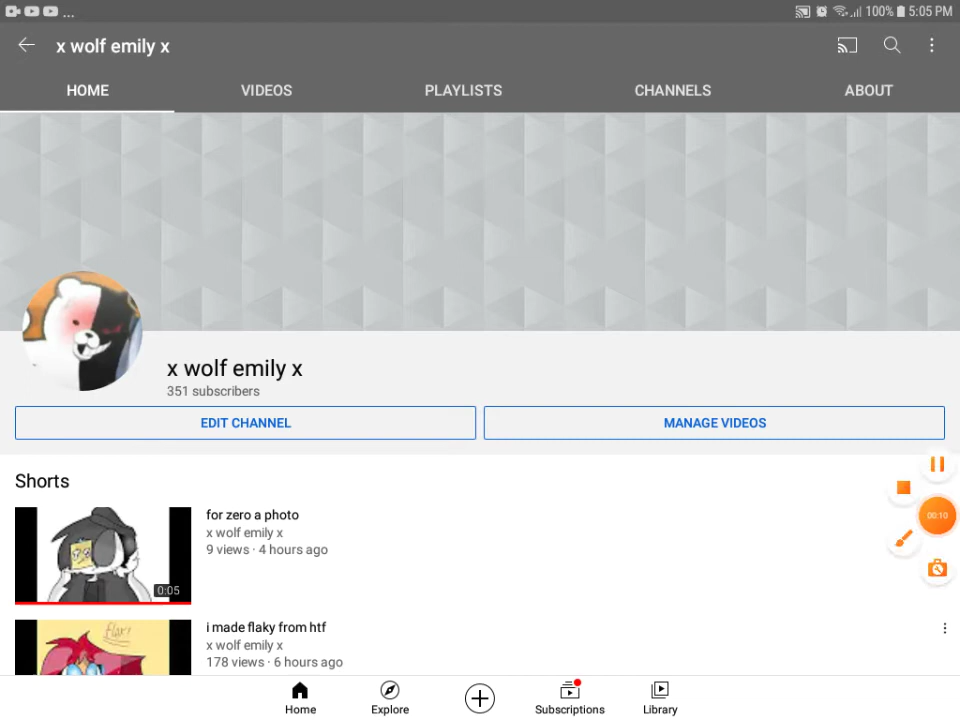 ... 100% 5:05 PM
x wolf emily x
HOME VIDEOS PLAYLISTS CHANNELS ABOUT
x wolf emily x
351 subscribers
EDIT CHANNEL MANAGE VIDEOS
Shorts
for zero a photo
x wolf emily x
9 views · 4 hours ago
0:05
00:10
flaky
i made flaky from htf
x wolf emily x
178 views · 6 hours ago
Home Explore Subscriptions Library